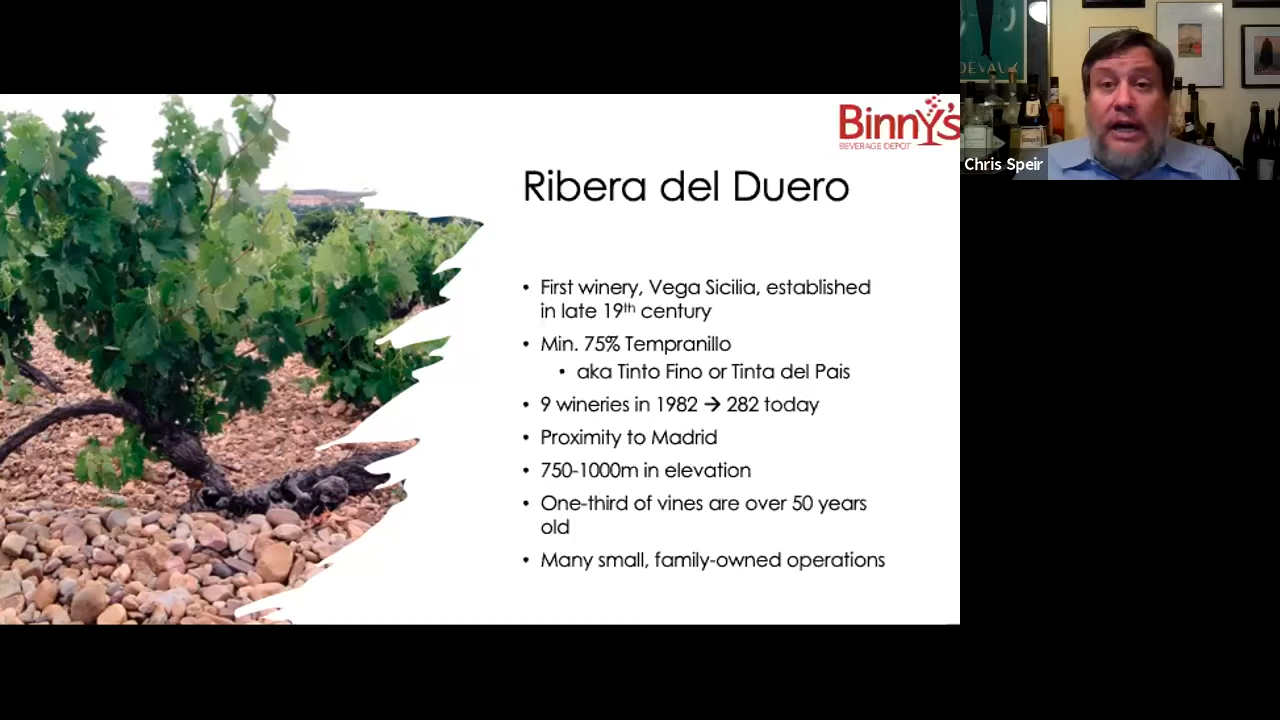 Binny's
BEVERAGE DEPOT
DEVAUX
Chris Speir
Ribera del Duero
• First winery, Vega Sicilia, established
in late 19th century
• Min. 75% Tempranillo
• aka Tinto Fino or Tinta del Pais
• 9 wineries in 1982 → 282 today
• Proximity to Madrid
• 750-1000m in elevation
• One-third of vines are over 50 years
old
• Many small, family-owned operations